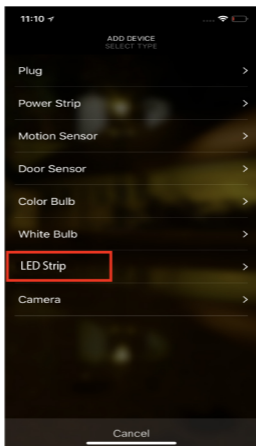 11:10
ADD DEVICE
SELECT TYPE
Plug
Power Strip
Motion Sensor
Door Sensor
Color Bulb
White Bulb
LED Strip
Camera
Cancel